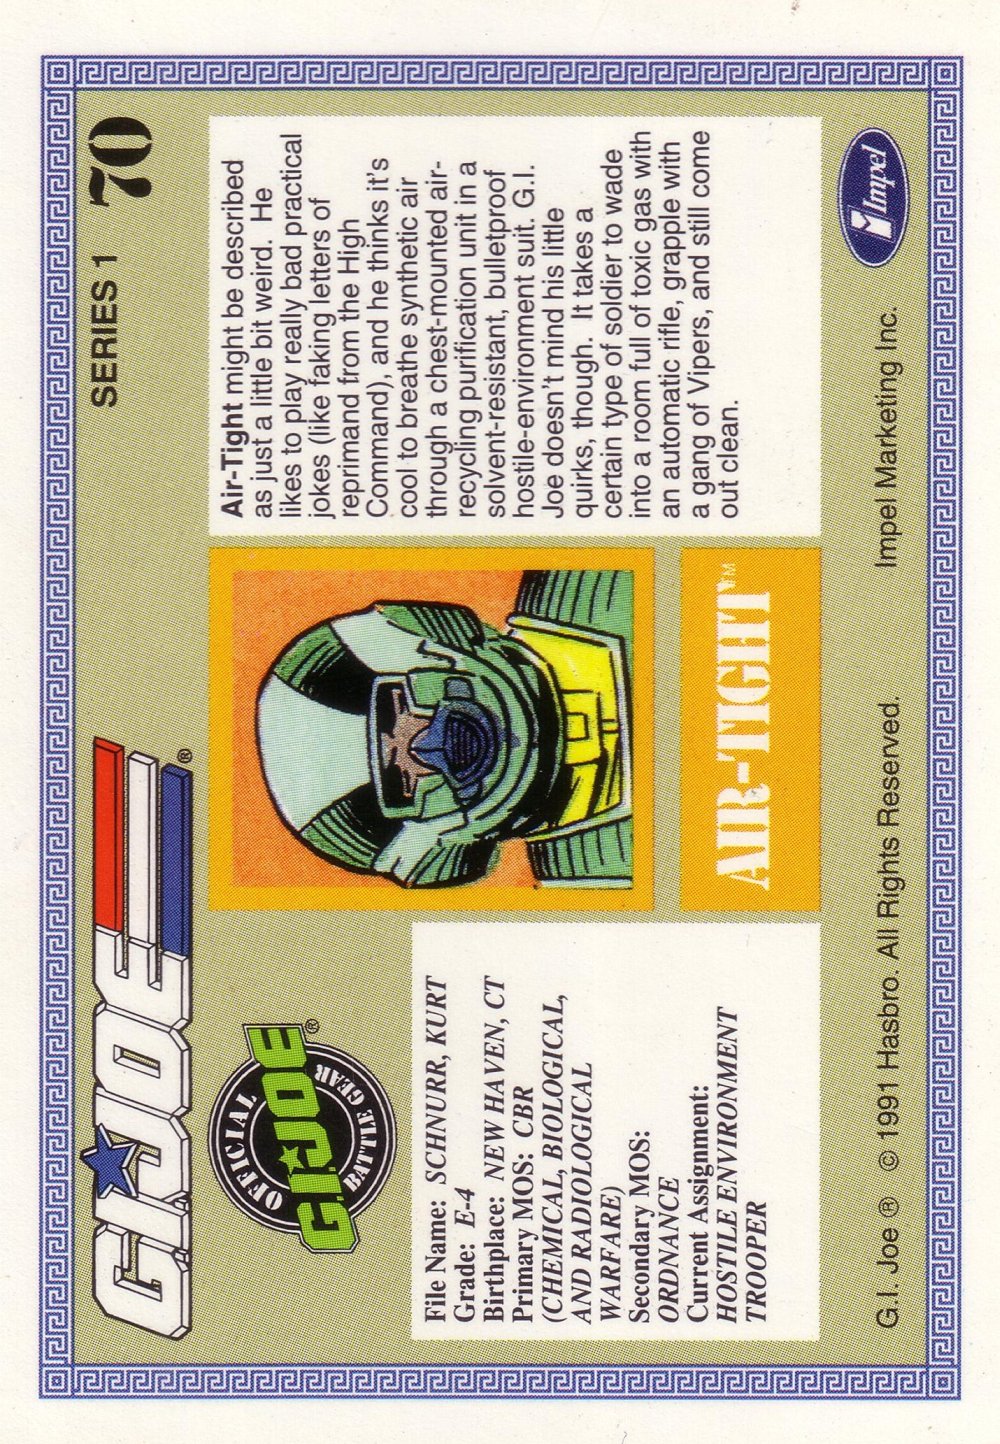 G.I. JOE®
SERIES 1 70
OFFICIAL
G.I. JOE®
BATTLE GEAR
File Name: SCHNURR, KURT
Grade: E-4
Birthplace: NEW HAVEN, CT
Primary MOS: CBR
(CHEMICAL, BIOLOGICAL,
AND RADIOLOGICAL
WARFARE)
Secondary MOS:
ORDNANCE
Current Assignment:
HOSTILE ENVIRONMENT
TROOPER
AIR-TIGHT™
Air-Tight might be described
as just a little bit weird. He
likes to play really bad practical
jokes (like faking letters of
reprimand from the High
Command), and he thinks it's
cool to breathe synthetic air
through a chest-mounted air-
recycling purification unit in a
solvent-resistant, bulletproof
hostile-environment suit. G.I.
Joe doesn't mind his little
quirks, though. It takes a
certain type of soldier to wade
into a room full of toxic gas with
an automatic rifle, grapple with
a gang of Vipers, and still come
out clean.
G.I. Joe ® © 1991 Hasbro. All Rights Reserved. Impel Marketing Inc.
Impel